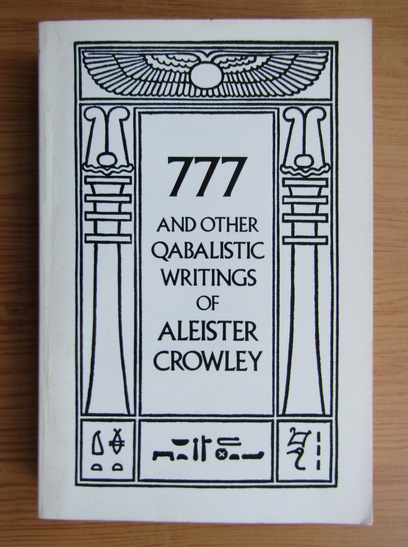 777
AND OTHER
QABALISTIC
WRITINGS
OF
ALEISTER
CROWLEY